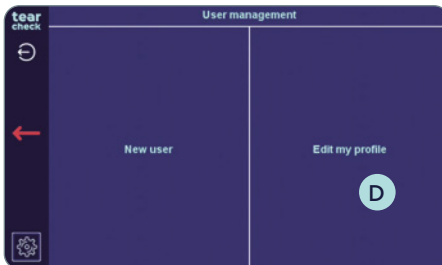 tear
check
User management
New user
Edit my profile
D